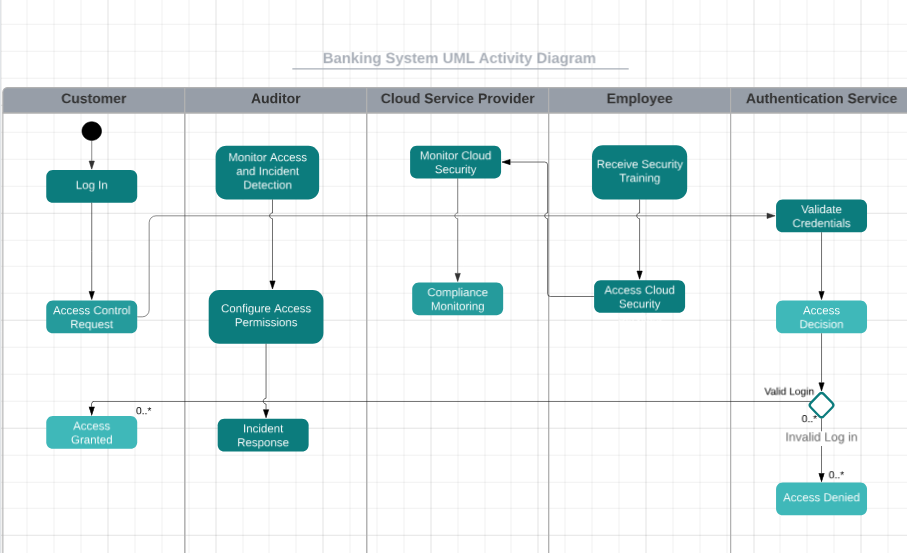 Banking System UML Activity Diagram
Customer
Auditor
Cloud Service Provider
Employee
Authentication Service
Log In
Monitor Access
and Incident
Detection
Monitor Cloud
Security
Receive Security
Training
Validate
Credentials
Access Control
Request
Configure Access
Permissions
Compliance
Monitoring
Access Cloud
Security
Access
Decision
Valid Login
0..*
0..*
Access
Granted
Incident
Response
Invalid Log in
0..*
Access Denied